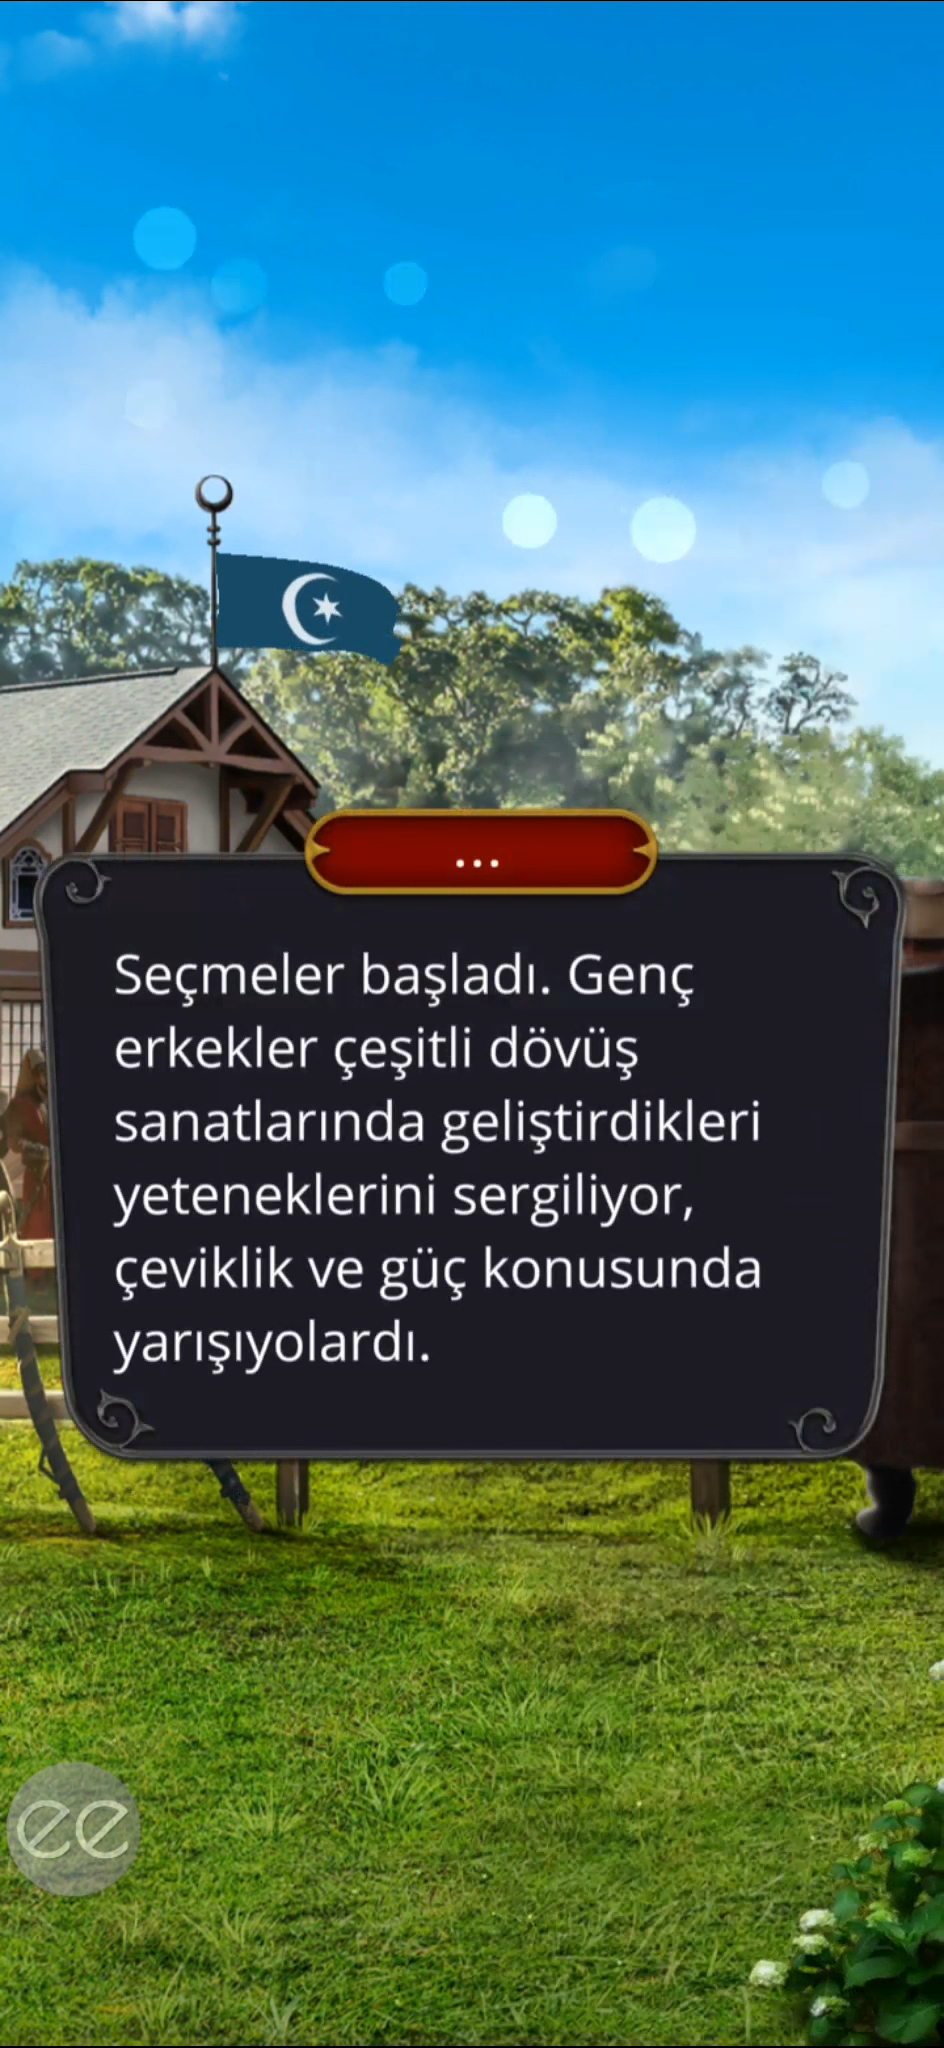 ...
Seçmeler başladı. Genç
erkekler çeşitli dövüş
sanatlarında geliştirdikleri
yeteneklerini sergiliyor,
çeviklik ve güç konusunda
yarışıyolardı.
ee